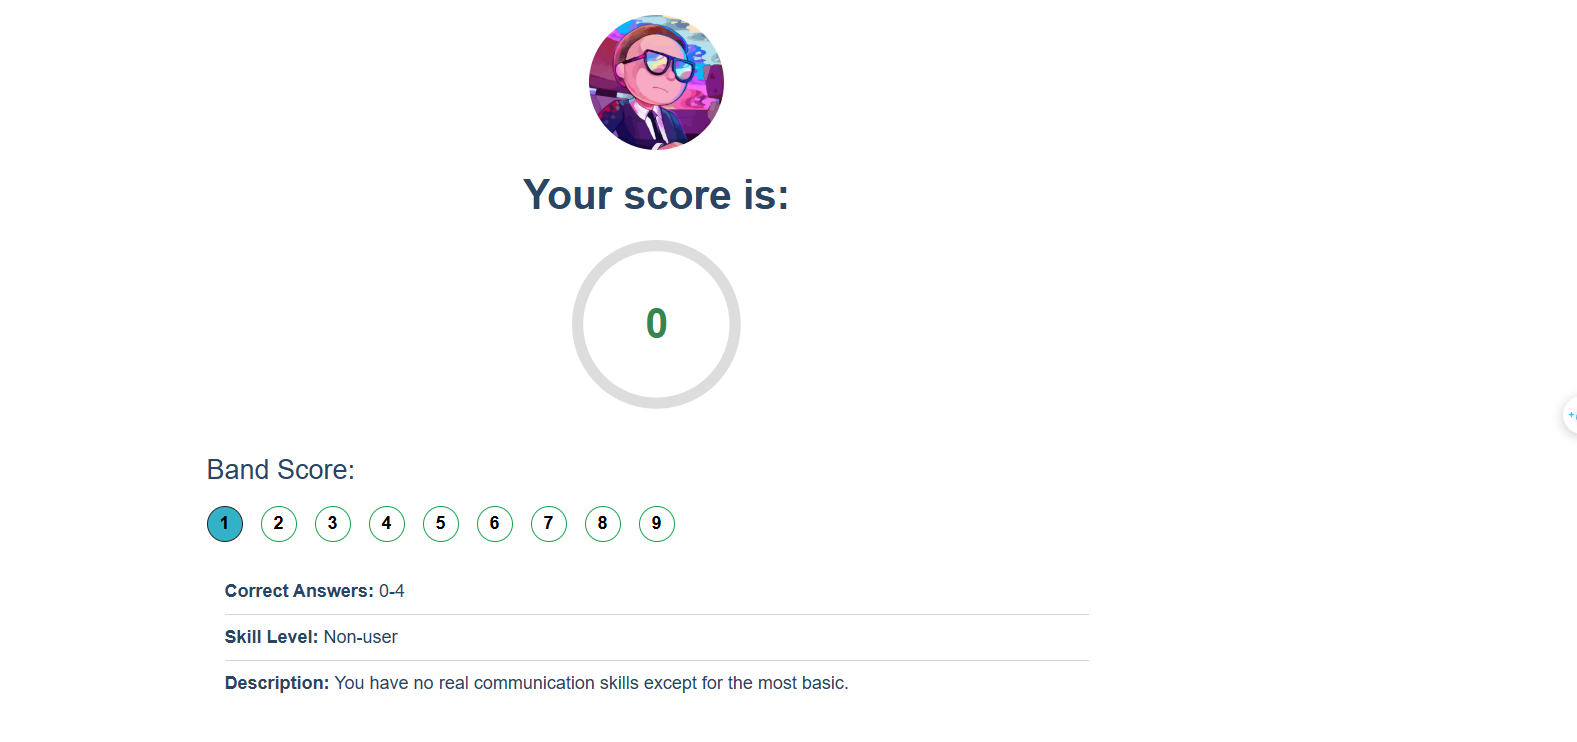 Your score is:
0
Band Score:
1 2 3 4 5 6 7 8 9
Correct Answers: 0-4
Skill Level: Non-user
Description: You have no real communication skills except for the most basic.